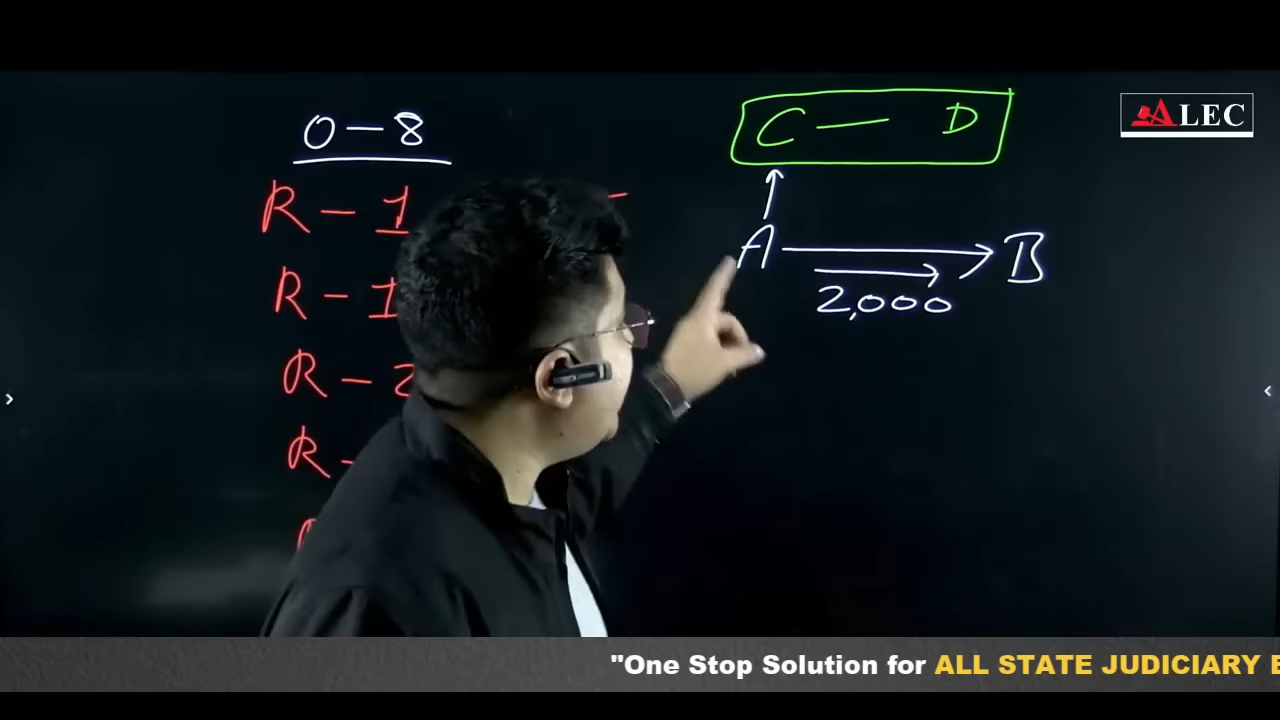 O-8
R-1
R-1
R-2
R-
C — D
A → B
2,000
ALEC
"One Stop Solution for ALL STATE JUDICIARY